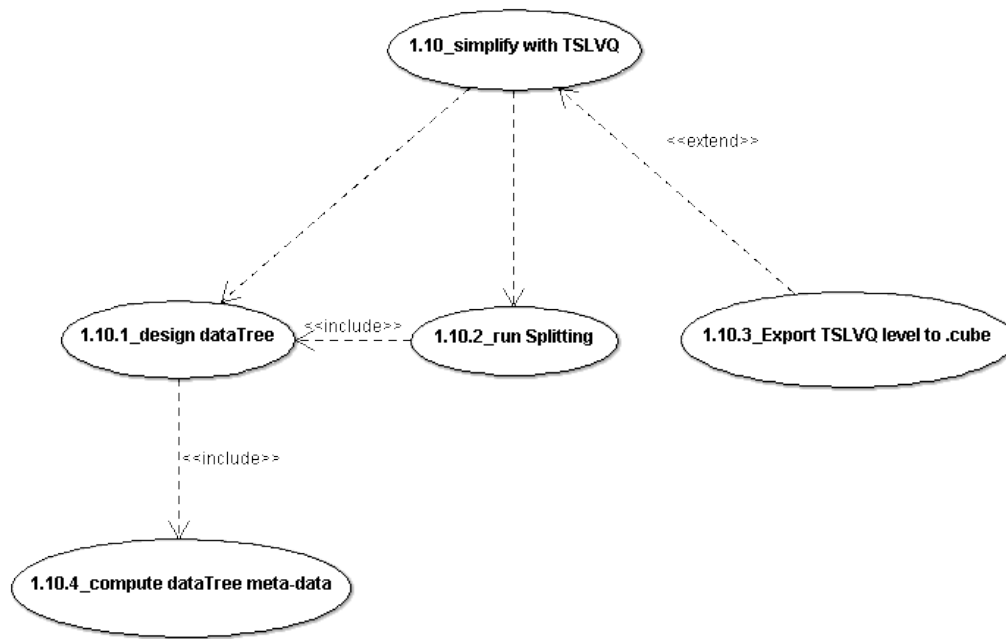 1.10_simplify with TSLVQ
<<extend>>
1.10.1_design dataTree
<<include>>
1.10.2_run Splitting
1.10.3_Export TSLVQ level to .cube
<<include>>
1.10.4_compute dataTree meta-data